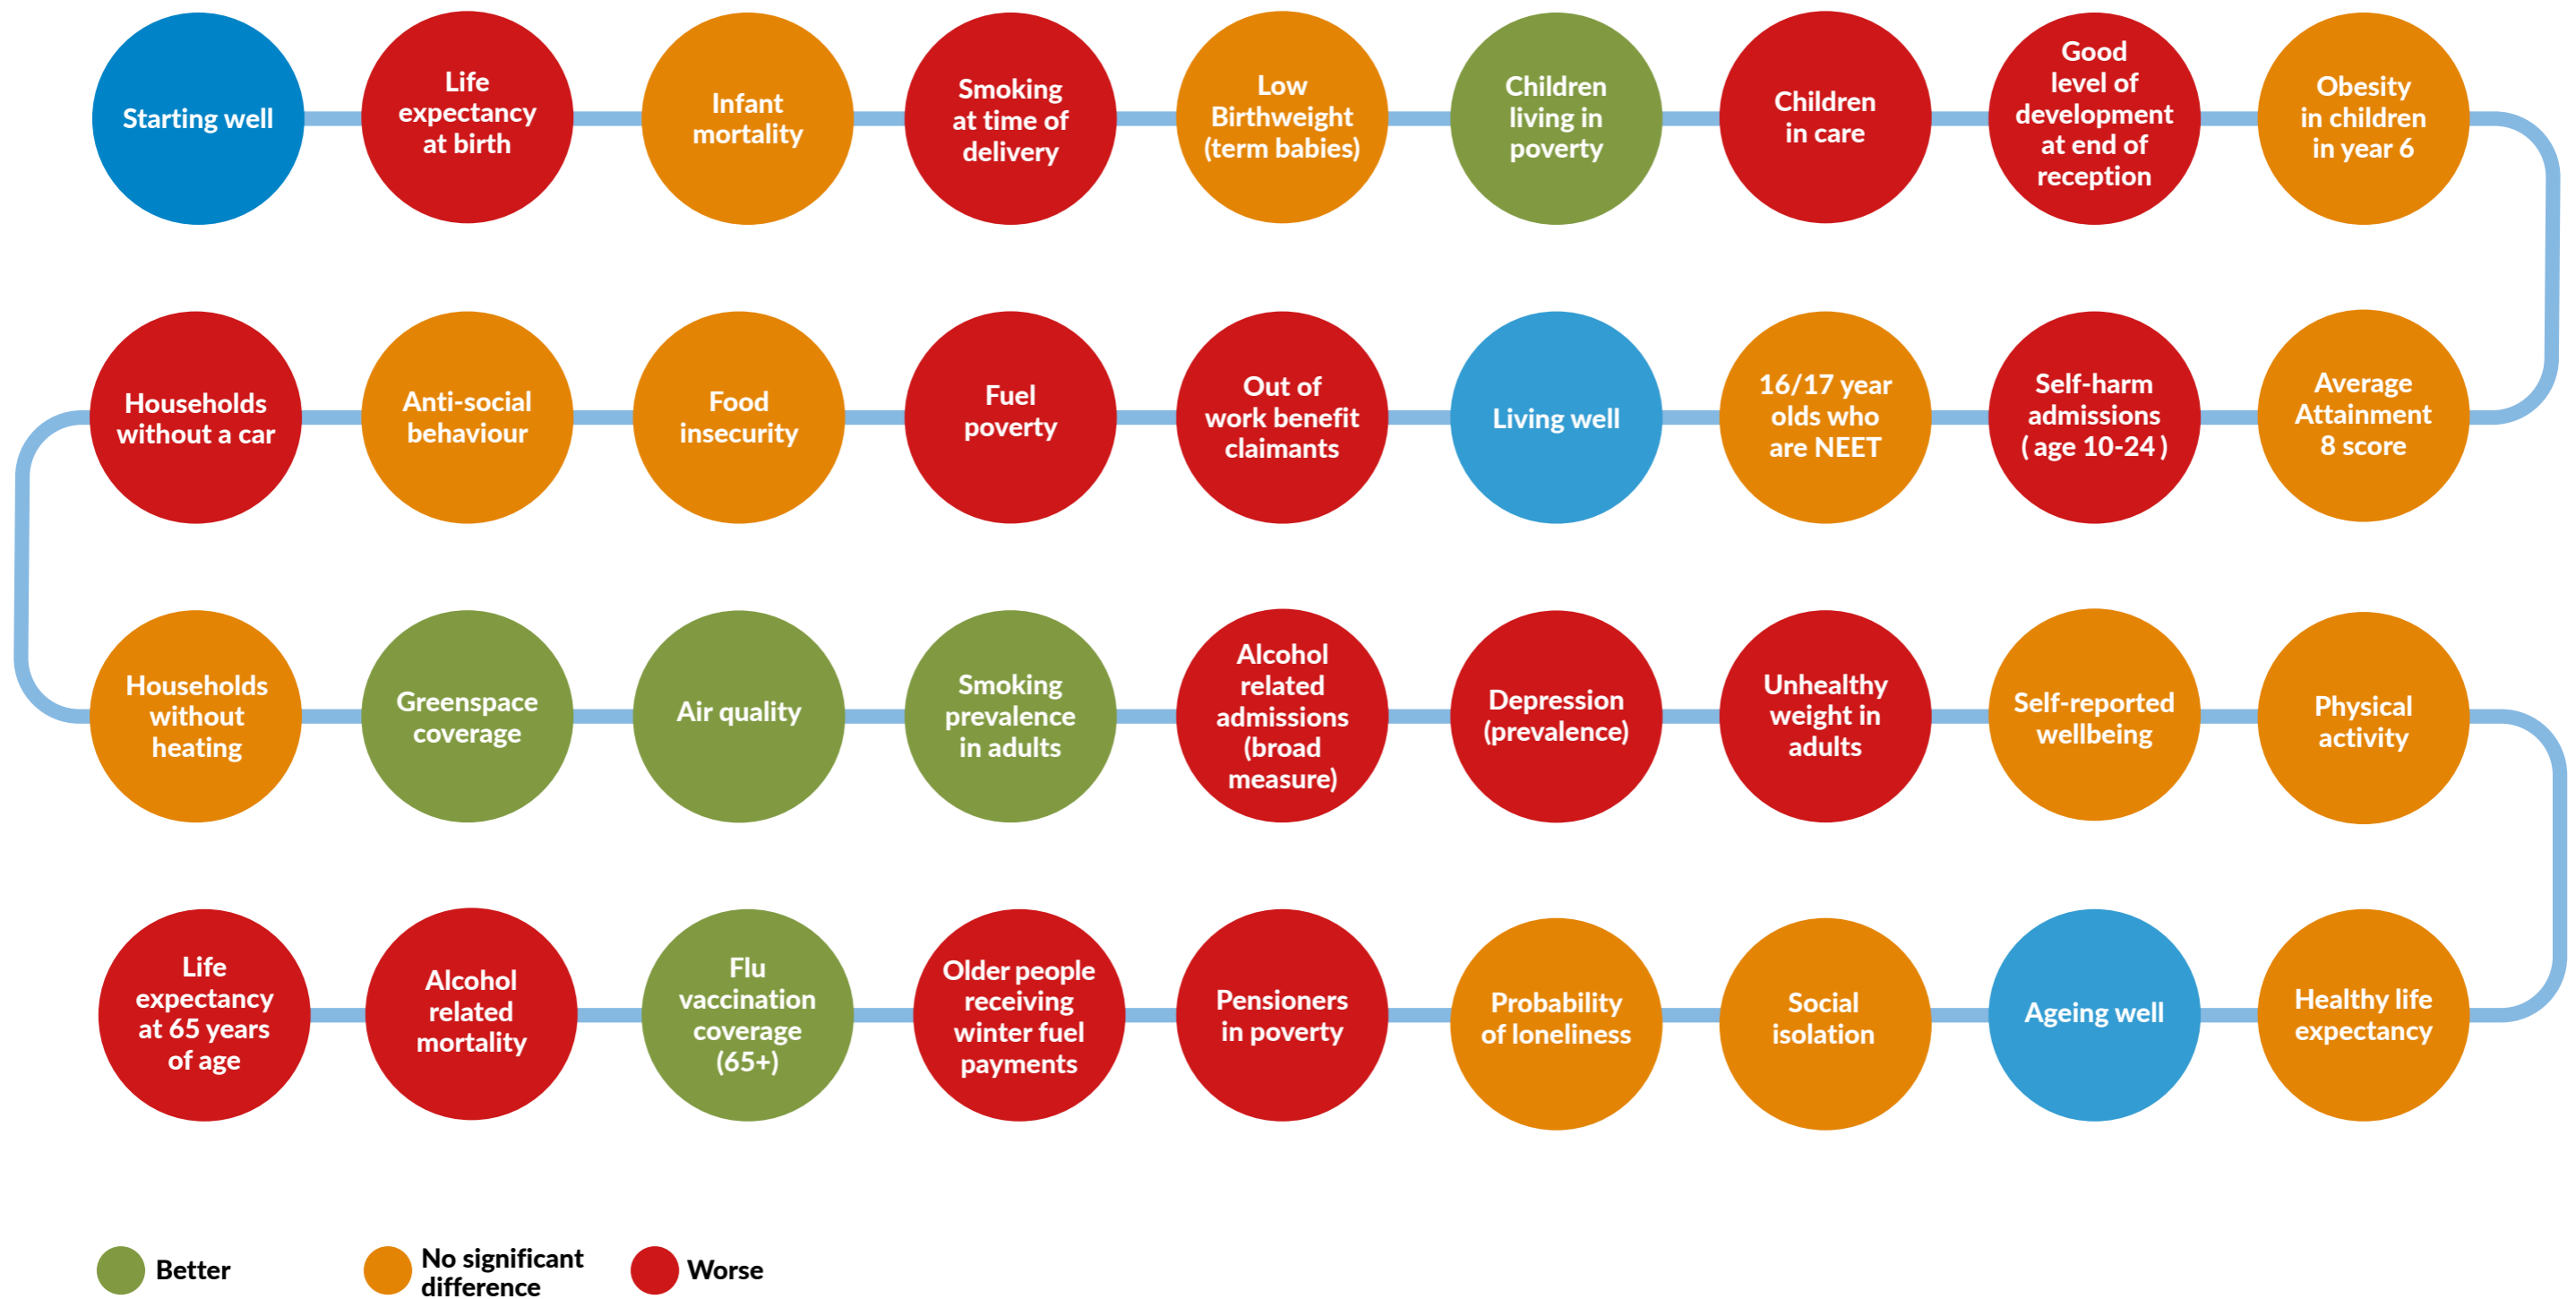 Starting well
Life
expectancy
at birth
Infant
mortality
Smoking
at time of
delivery
Low
Birthweight
(term babies)
Children
living in
poverty
Children
in care
Good
level of
development
at end of
reception
Obesity
in children
in year 6
Households
without a car
Anti-social
behaviour
Food
insecurity
Fuel
poverty
Out of
work benefit
claimants
Living well
16/17 year
olds who
are NEET
Self-harm
admissions
( age 10-24 )
Average
Attainment
8 score
Households
without
heating
Greenspace
coverage
Air quality
Smoking
prevalence
in adults
Alcohol
related
admissions
(broad
measure)
Depression
(prevalence)
Unhealthy
weight in
adults
Self-reported
wellbeing
Physical
activity
Life
expectancy
at 65 years
of age
Alcohol
related
mortality
Flu
vaccination
coverage
(65+)
Older people
receiving
winter fuel
payments
Pensioners
in poverty
Probability
of loneliness
Social
isolation
Ageing well
Healthy life
expectancy
Better
No significant
difference
Worse